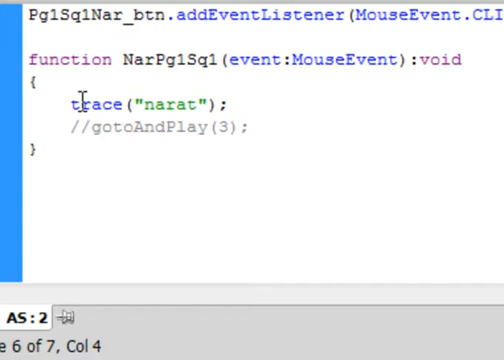 Pg1Sq1Nar_btn.addEventListener(MouseEvent.CLI
function NarPg1Sq1(event:MouseEvent):void
{
trace("narat");
//gotoAndPlay(3);
}
AS:2
e 6 of 7, Col 4